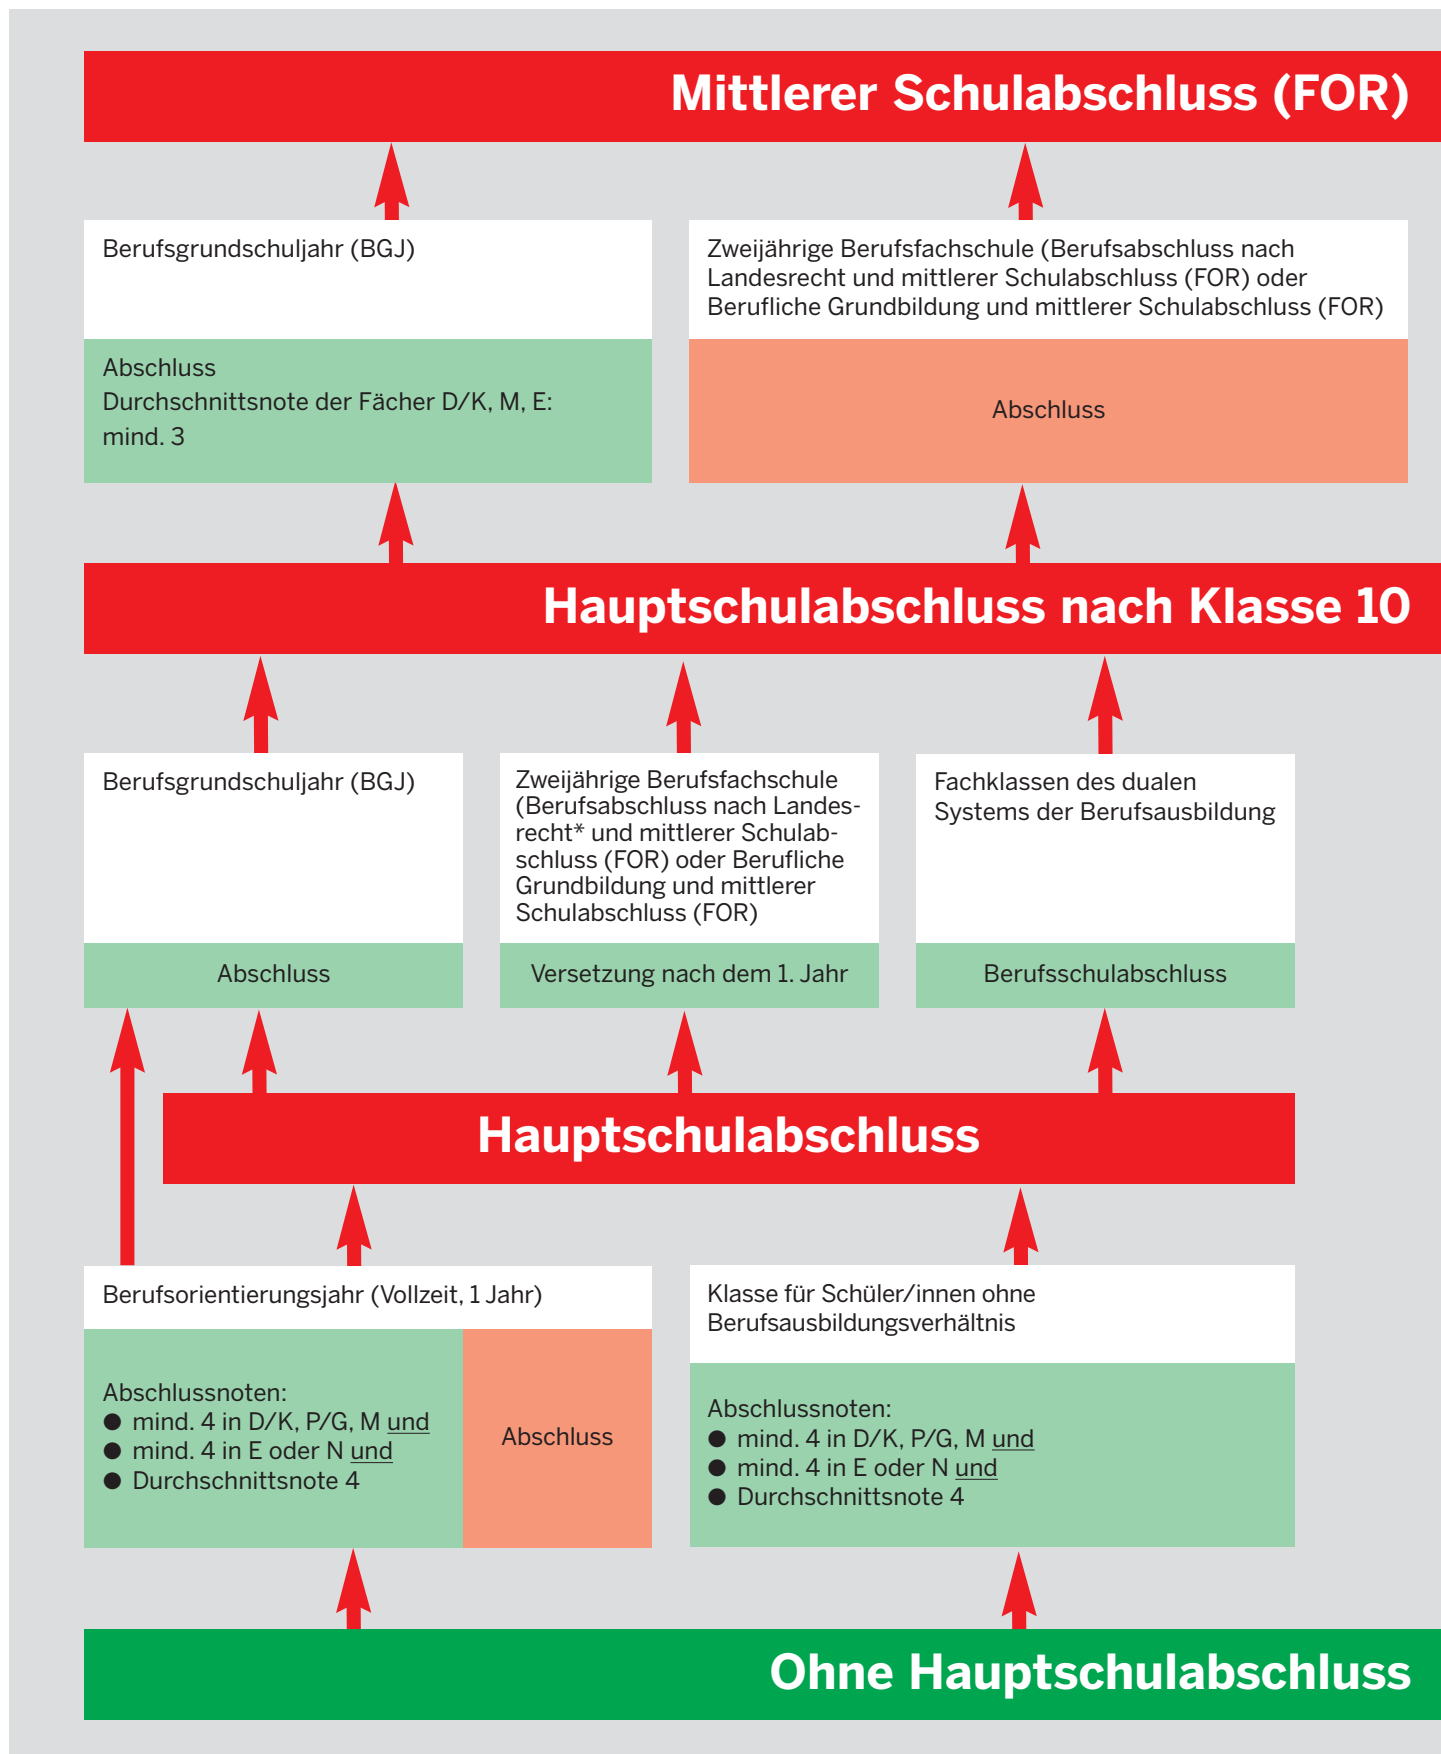 Mittlerer Schulabschluss (FOR)
Berufsgrundschuljahr (BGJ)
Abschluss
Durchschnittsnote der Fächer D/K, M, E:
mind. 3
Zweijährige Berufsfachschule (Berufsabschluss nach
Landesrecht und mittlerer Schulabschluss (FOR) oder
Berufliche Grundbildung und mittlerer Schulabschluss (FOR)
Abschluss
Hauptschulabschluss nach Klasse 10
Berufsgrundschuljahr (BGJ)
Abschluss
Zweijährige Berufsfachschule
(Berufsabschluss nach Landes-
recht* und mittlerer Schulab-
schluss (FOR) oder Berufliche
Grundbildung und mittlerer
Schulabschluss (FOR)
Versetzung nach dem 1. Jahr
Fachklassen des dualen
Systems der Berufsausbildung
Berufsschulabschluss
Hauptschulabschluss
Berufsorientierungsjahr (Vollzeit, 1 Jahr)
Abschlussnoten:
● mind. 4 in D/K, P/G, M und
● mind. 4 in E oder N und
● Durchschnittsnote 4
Abschluss
Klasse für Schüler/innen ohne
Berufsausbildungsverhältnis
Abschlussnoten:
● mind. 4 in D/K, P/G, M und
● mind. 4 in E oder N und
● Durchschnittsnote 4
Ohne Hauptschulabschluss